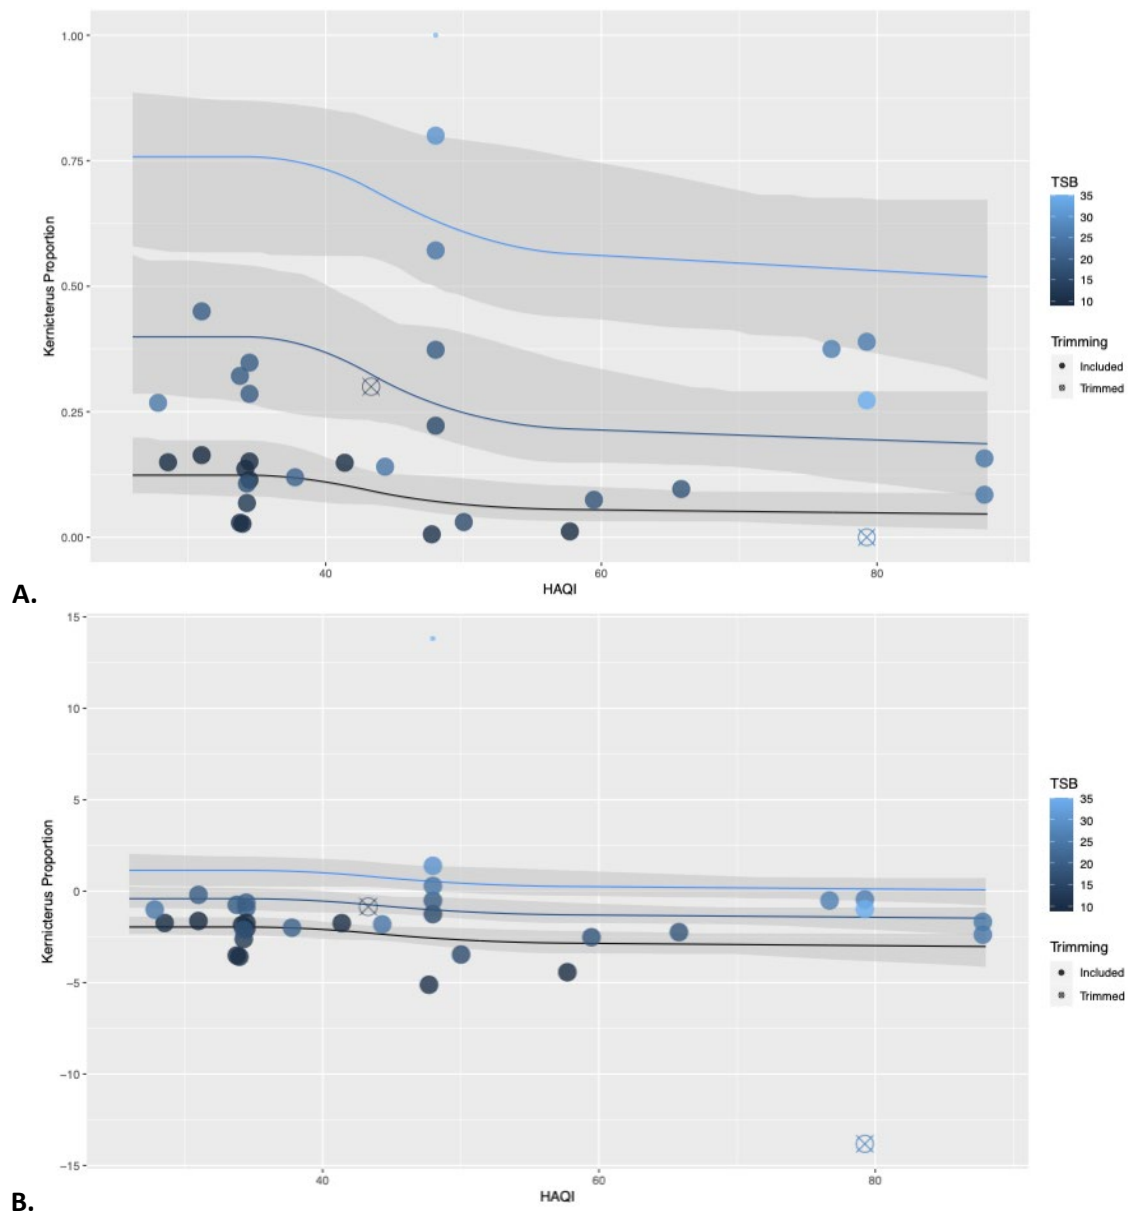 1.00
0.75
0.50
0.25
0.00
Kernicterus Proportion
40
60
80
HAQI
TSB
35
30
25
20
15
10
Trimming
Included
Trimmed
A.
15
10
5
0
−5
−10
−15
Kernicterus Proportion
40
60
80
HAQI
TSB
35
30
25
20
15
10
Trimming
Included
Trimmed
B.